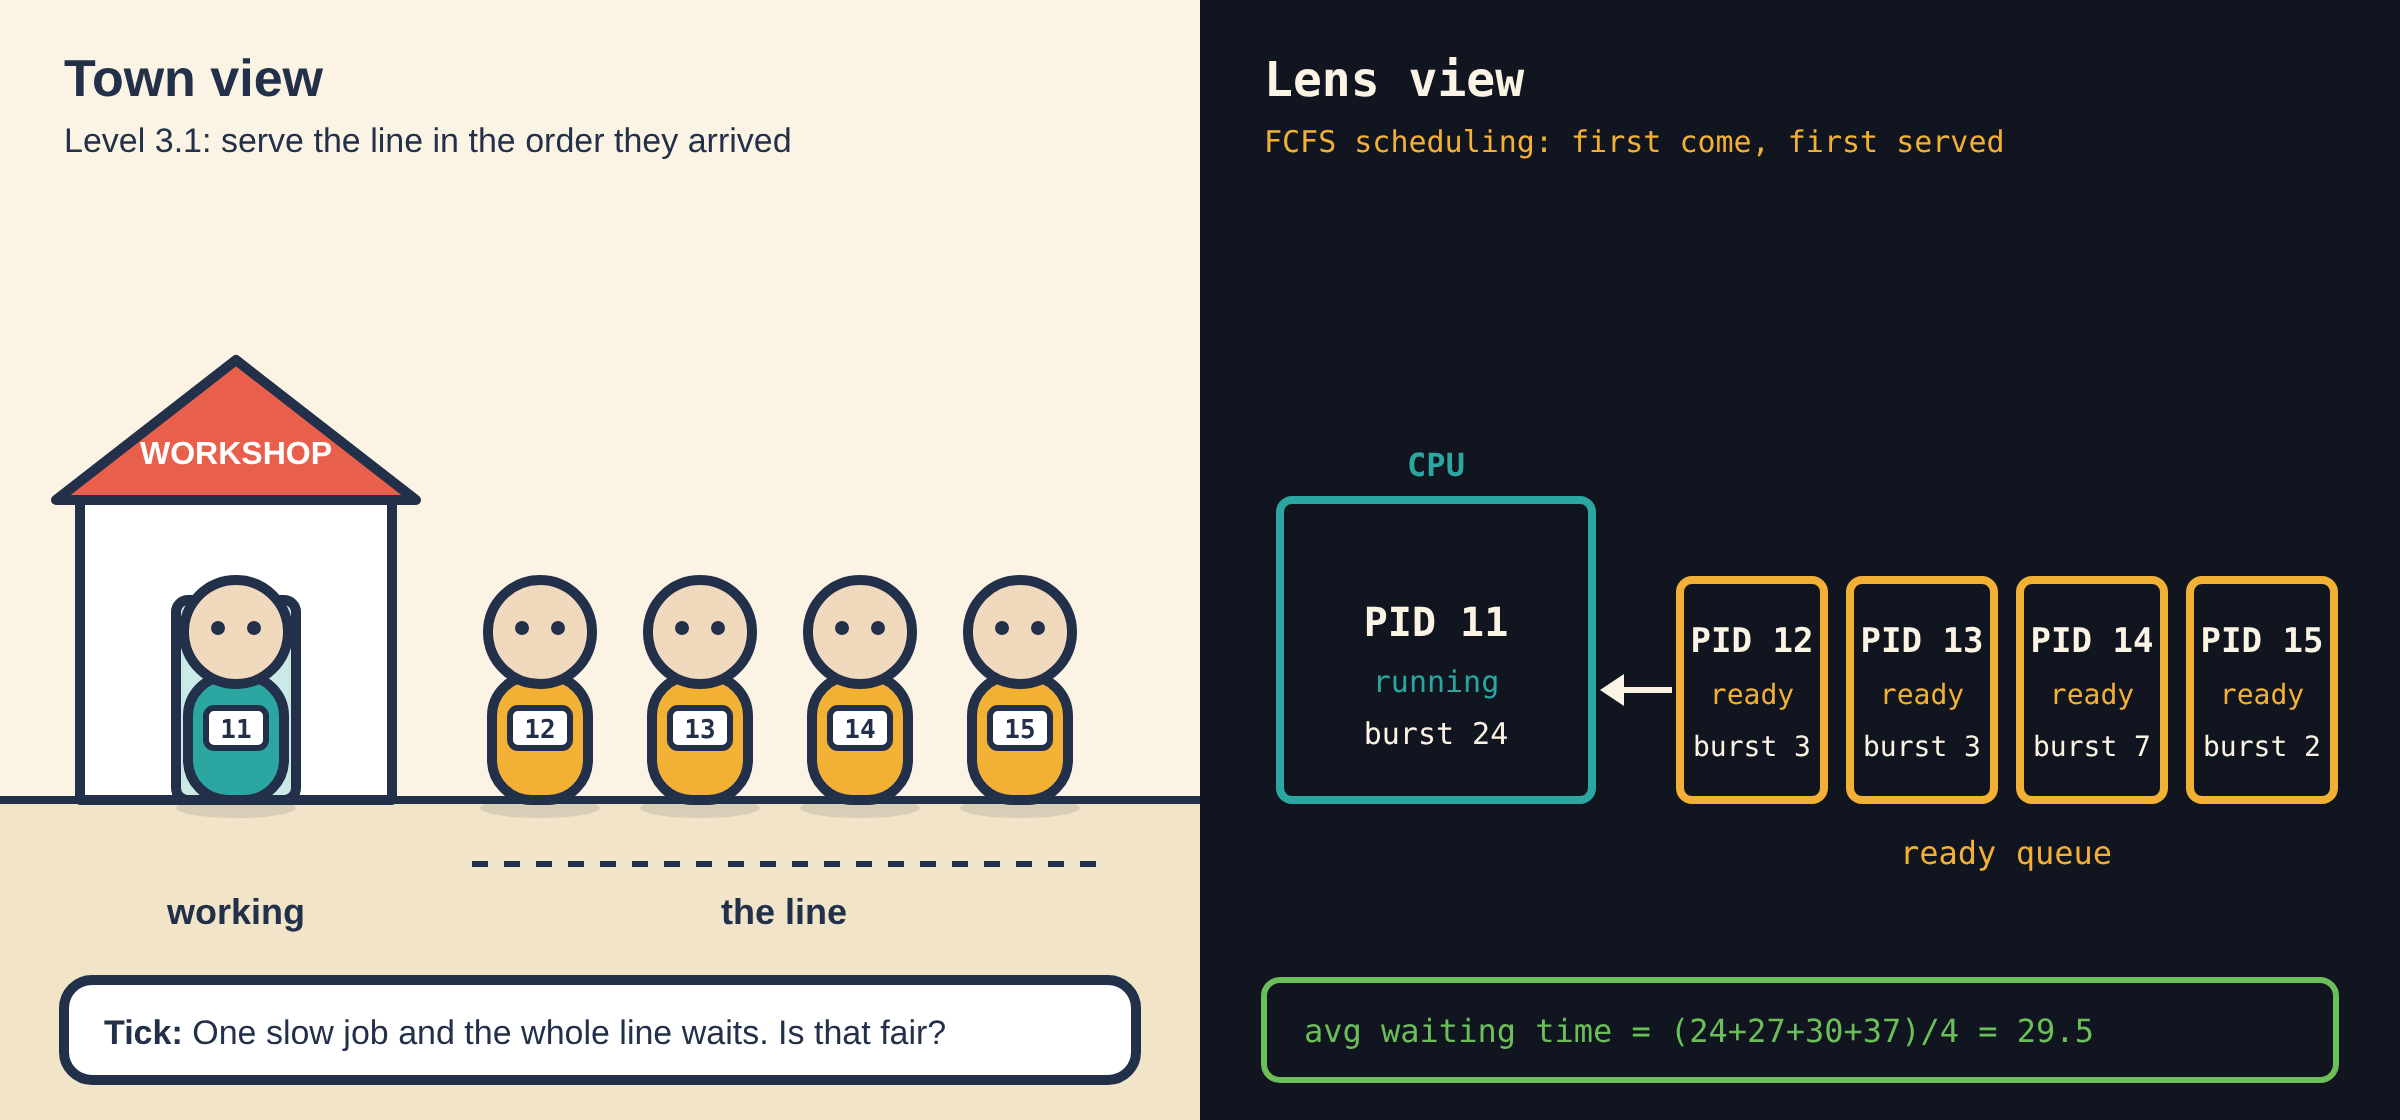 Town view
Level 3.1: serve the line in the order they arrived
WORKSHOP
11
12
13
14
15
working
the line
Tick: One slow job and the whole line waits. Is that fair?
Lens view
FCFS scheduling: first come, first served
CPU
PID 11
running
burst 24
PID 12
ready
burst 3
PID 13
ready
burst 3
PID 14
ready
burst 7
PID 15
ready
burst 2
ready queue
avg waiting time = (24+27+30+37)/4 = 29.5